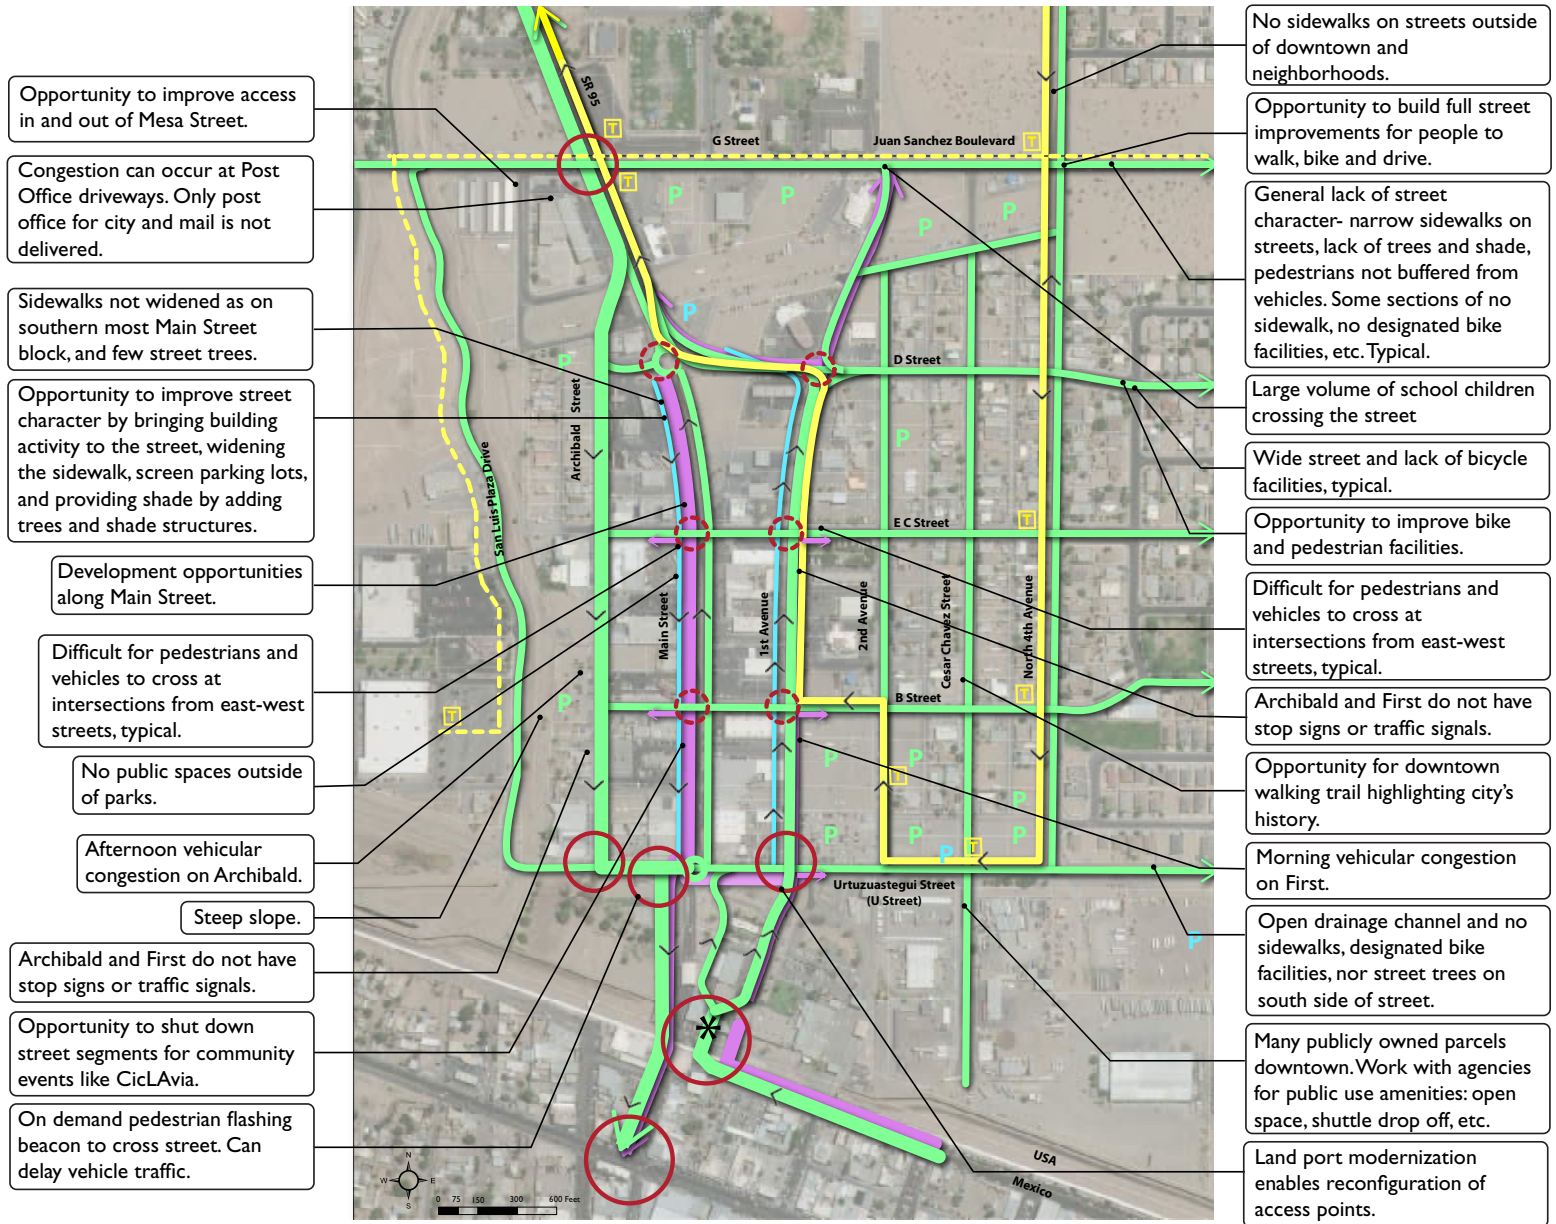 Opportunity to improve access
in and out of Mesa Street.
Congestion can occur at Post
Office driveways. Only post
office for city and mail is not
delivered.
Sidewalks not widened as on
southern most Main Street
block, and few street trees.
Opportunity to improve street
character by bringing building
activity to the street, widening
the sidewalk, screen parking lots,
and providing shade by adding
trees and shade structures.
Development opportunities
along Main Street.
Difficult for pedestrians and
vehicles to cross at
intersections from east-west
streets, typical.
No public spaces outside
of parks.
Afternoon vehicular
congestion on Archibald.
Steep slope.
Archibald and First do not have
stop signs or traffic signals.
Opportunity to shut down
street segments for community
events like CicLAvia.
On demand pedestrian flashing
beacon to cross street. Can
delay vehicle traffic.
SR 95
T
G Street
Juan Sanchez Boulevard
T
T
P
P
P
P
P
P
D Street
Archibald Street
San Luis Plaza Drive
P
E C Street
T
Main Street
1st Avenue
2nd Avenue
Cesar Chavez Street
North 4th Avenue
B Street
T
P
T
P
P
T
P
P
P
P
T
P
Urtuzuastegui Street
(U Street)
P
USA
Mexico
N
W
E
S
0 75 150 300 600 Feet
No sidewalks on streets outside
of downtown and
neighborhoods.
Opportunity to build full street
improvements for people to
walk, bike and drive.
General lack of street
character- narrow sidewalks on
streets, lack of trees and shade,
pedestrians not buffered from
vehicles. Some sections of no
sidewalk, no designated bike
facilities, etc. Typical.
Large volume of school children
crossing the street
Wide street and lack of bicycle
facilities, typical.
Opportunity to improve bike
and pedestrian facilities.
Difficult for pedestrians and
vehicles to cross at
intersections from east-west
streets, typical.
Archibald and First do not have
stop signs or traffic signals.
Opportunity for downtown
walking trail highlighting city's
history.
Morning vehicular congestion
on First.
Open drainage channel and no
sidewalks, designated bike
facilities, nor street trees on
south side of street.
Many publicly owned parcels
downtown. Work with agencies
for public use amenities: open
space, shuttle drop off, etc.
Land port modernization
enables reconfiguration of
access points.